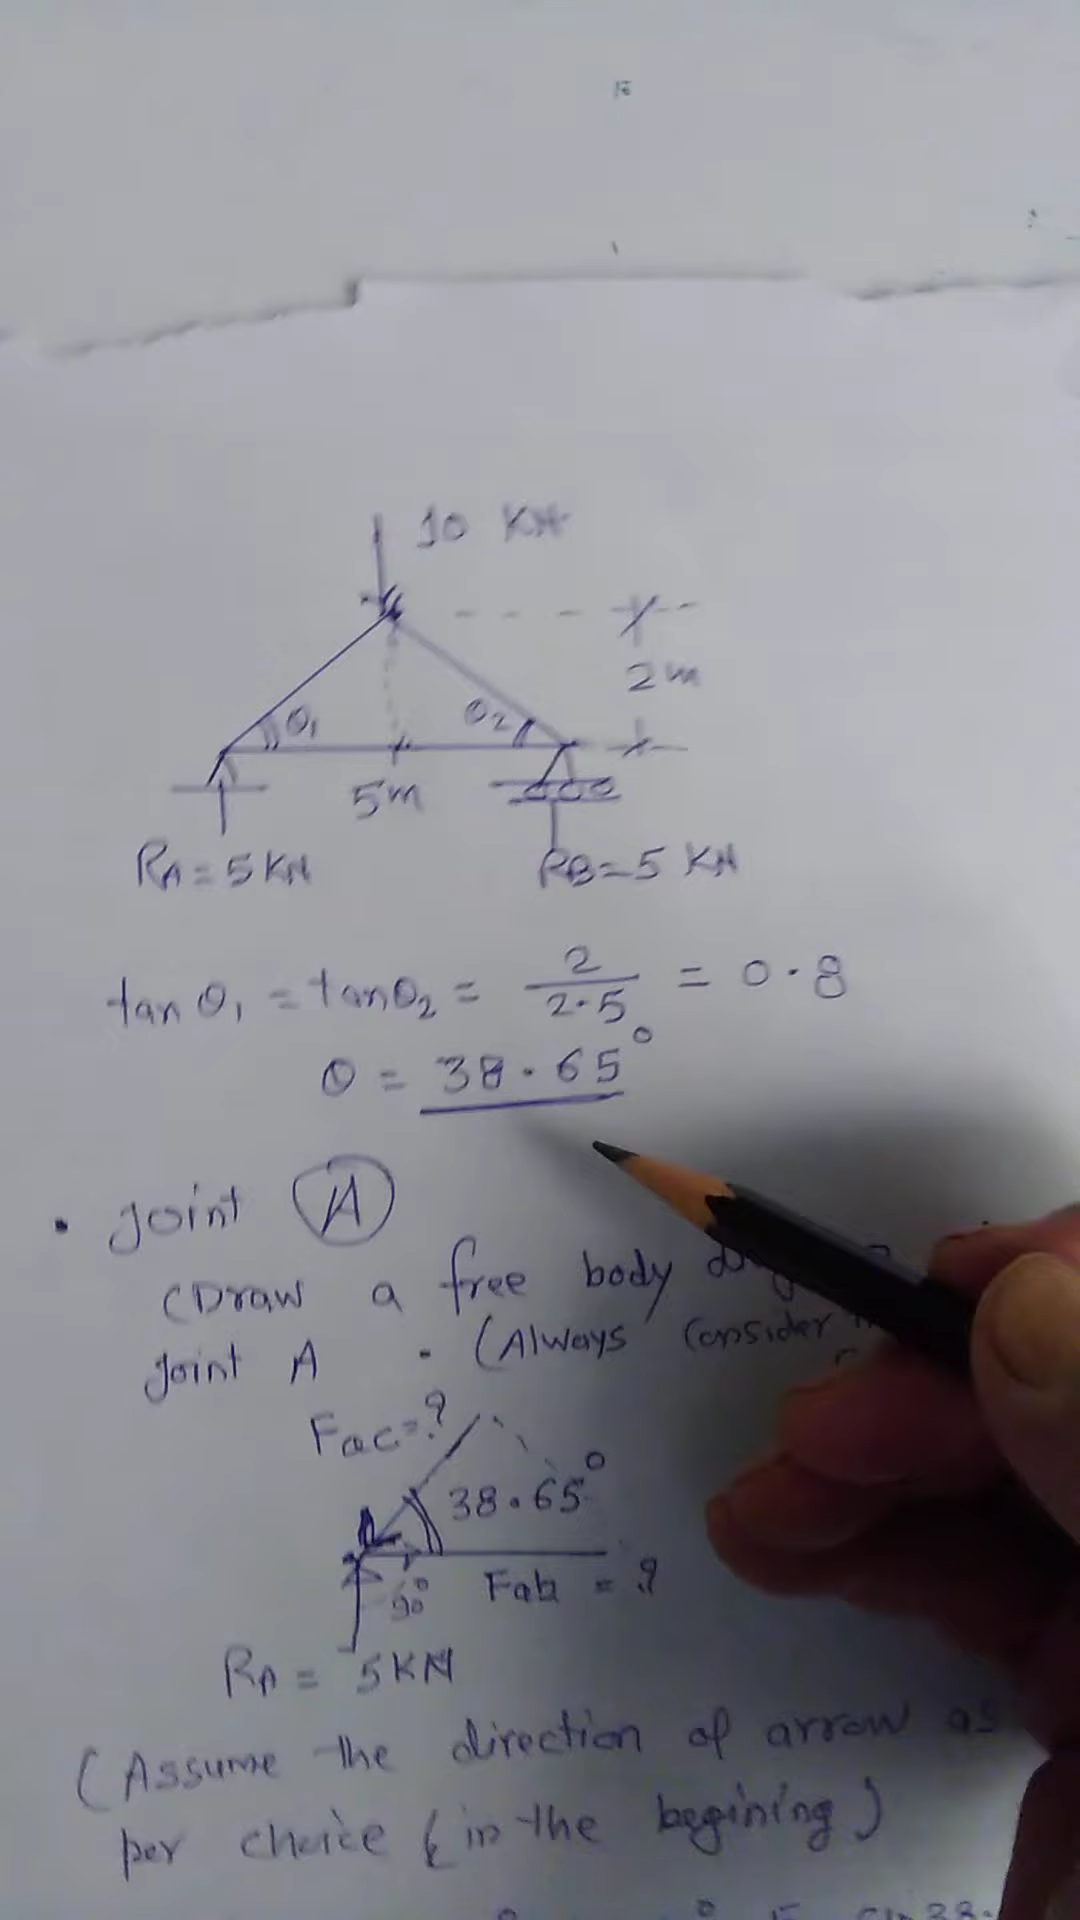 10 KN
2m
θ₁ θ₂
5m
RA = 5 KN RB = 5 KN
tan θ₁ = tan θ₂ = 2/2.5 = 0.8
θ = 38.65°
• Joint A
(Draw a free body
Joint A . (Always Consider
Fac = ?
38.65°
90° Fab = ?
RA = 5 KN
(Assume the direction of arrow as
per choice (in the begining)